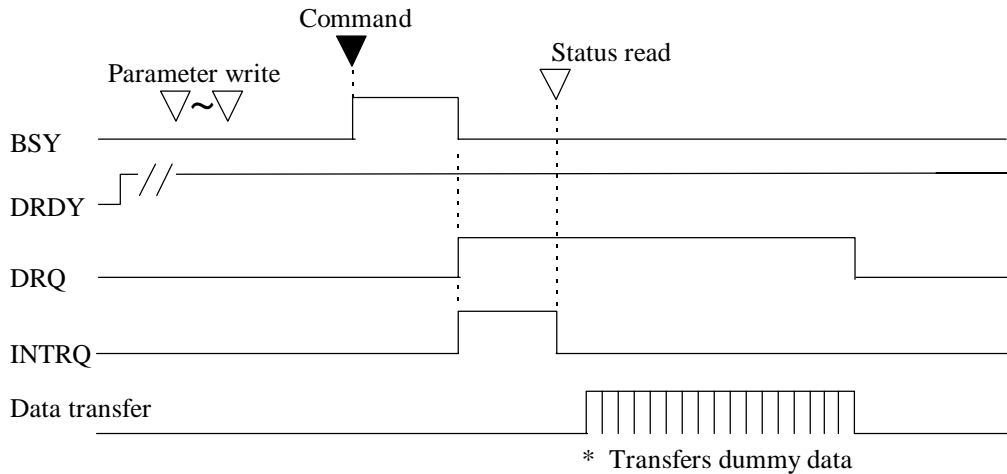 Command
Status read
Parameter write
~
BSY
DRDY
DRQ
INTRQ
Data transfer
* Transfers dummy data